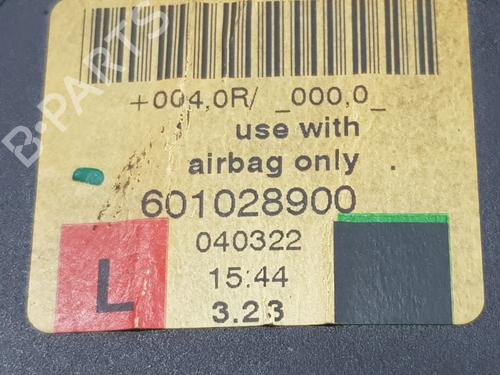 B-PARTS
+004,0R/ _000,0_
use with
airbag only
601028900
040322
L
15:44
3.23